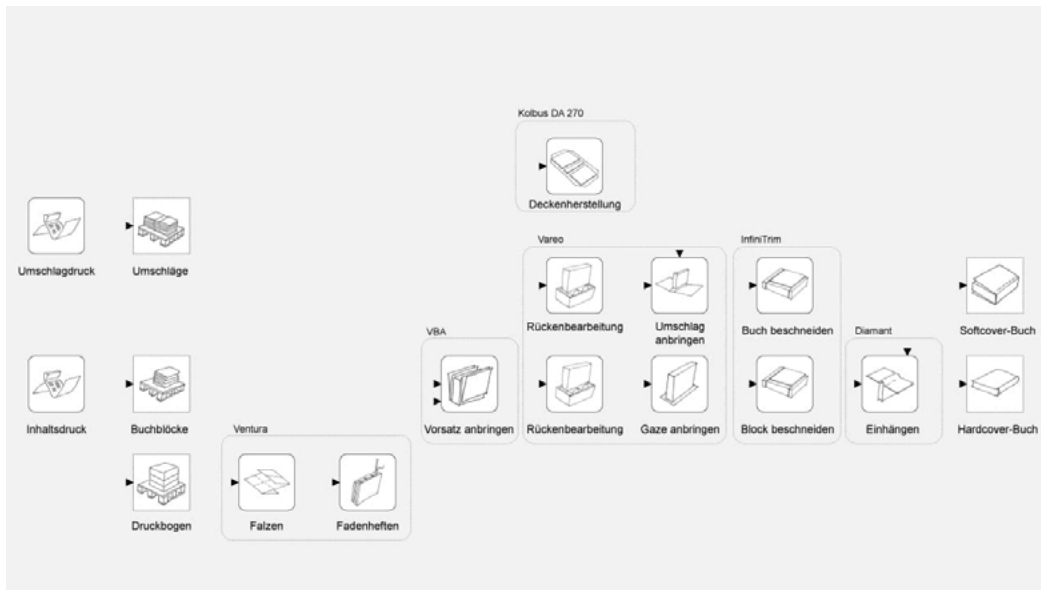 Kolbus DA 270
Deckenherstellung
Umschlagdruck
Umschläge
Vareo
InfiniTrim
Rückenbearbeitung
Umschlag
anbringen
Buch beschneiden
Softcover-Buch
VBA
Diamant
Inhaltsdruck
Buchblöcke
Vorsatz anbringen
Rückenbearbeitung
Gaze anbringen
Block beschneiden
Einhängen
Hardcover-Buch
Ventura
Druckbogen
Falzen
Fadenheften